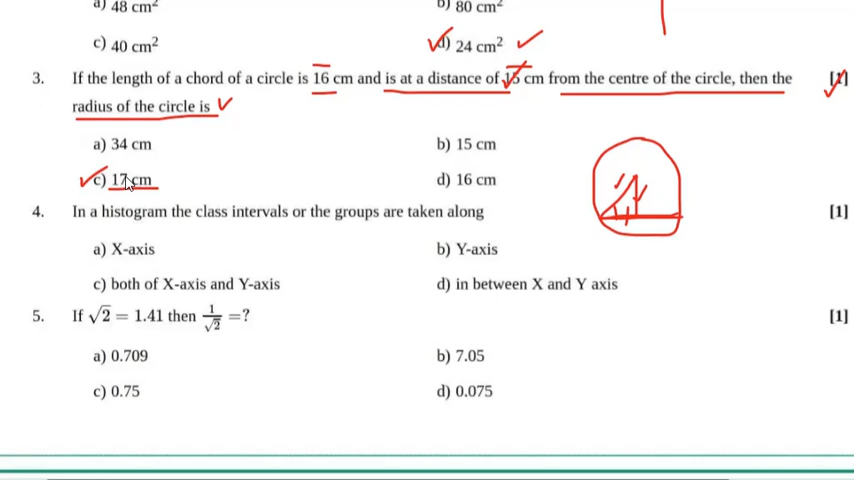 a) 48 cm²
b) 80 cm²
c) 40 cm²
d) 24 cm²
3. If the length of a chord of a circle is 16 cm and is at a distance of 15 cm from the centre of the circle, then the [1]
radius of the circle is
a) 34 cm
b) 15 cm
c) 17 cm
d) 16 cm
4. In a histogram the class intervals or the groups are taken along [1]
a) X-axis
b) Y-axis
c) both of X-axis and Y-axis
d) in between X and Y axis
5. If √2 = 1.41 then 1/√2 =? [1]
a) 0.709
b) 7.05
c) 0.75
d) 0.075